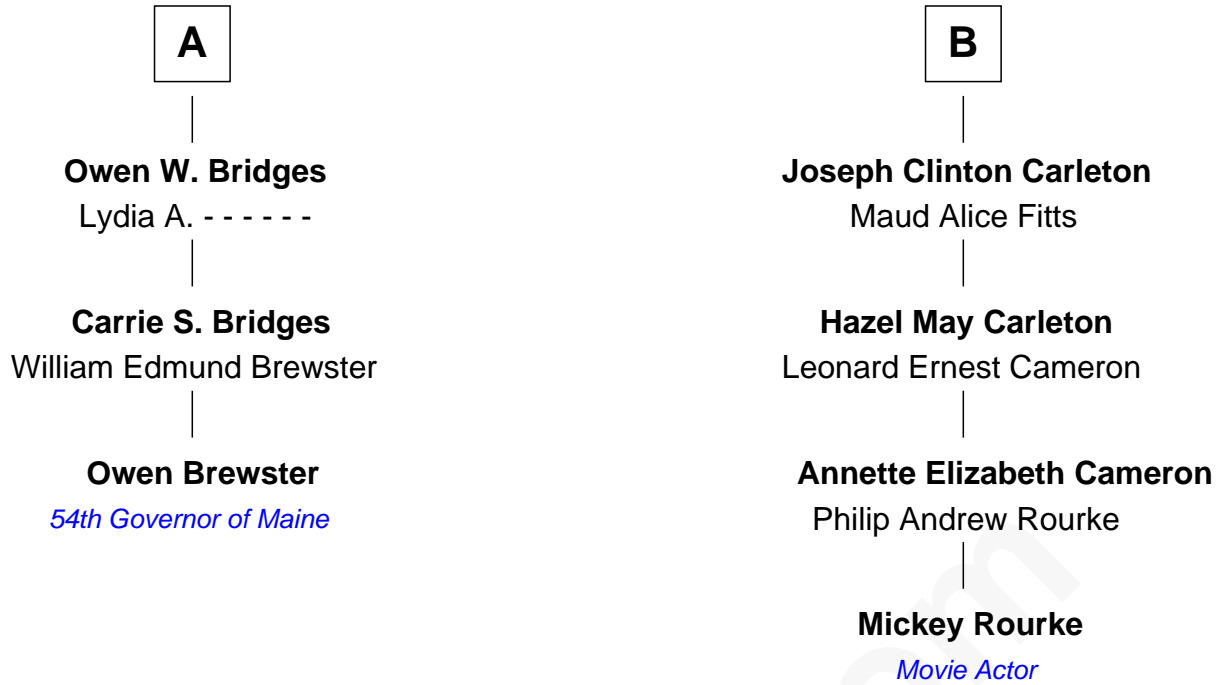 A
Owen W. Bridges
Lydia A. - - - - - -
Carrie S. Bridges
William Edmund Brewster
Owen Brewster
54th Governor of Maine
B
Joseph Clinton Carleton
Maud Alice Fitts
Hazel May Carleton
Leonard Ernest Cameron
Annette Elizabeth Cameron
Philip Andrew Rourke
Mickey Rourke
Movie Actor